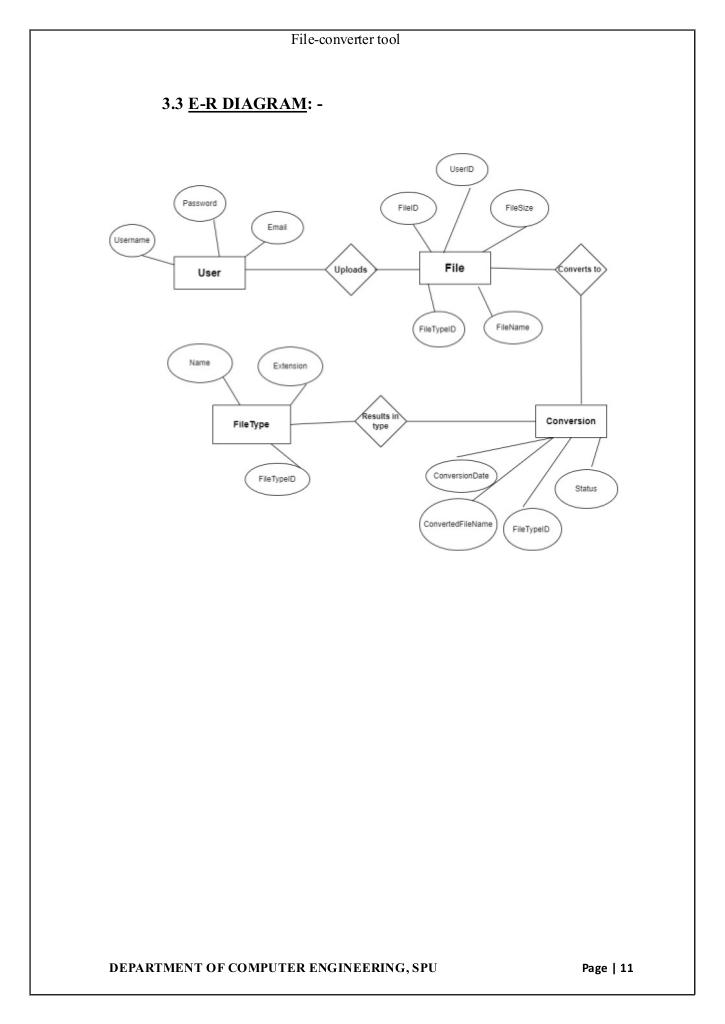 File-converter tool
3.3 E-R DIAGRAM: -
UserID
Password
FileID
FileSize
Username
Email
User
Uploads
File
Converts to
FileTypeID
FileName
Name
Extension
FileType
Results in
type
Conversion
FileTypeID
ConversionDate
Status
ConvertedFileName
FileTypeID
DEPARTMENT OF COMPUTER ENGINEERING, SPU
Page | 11